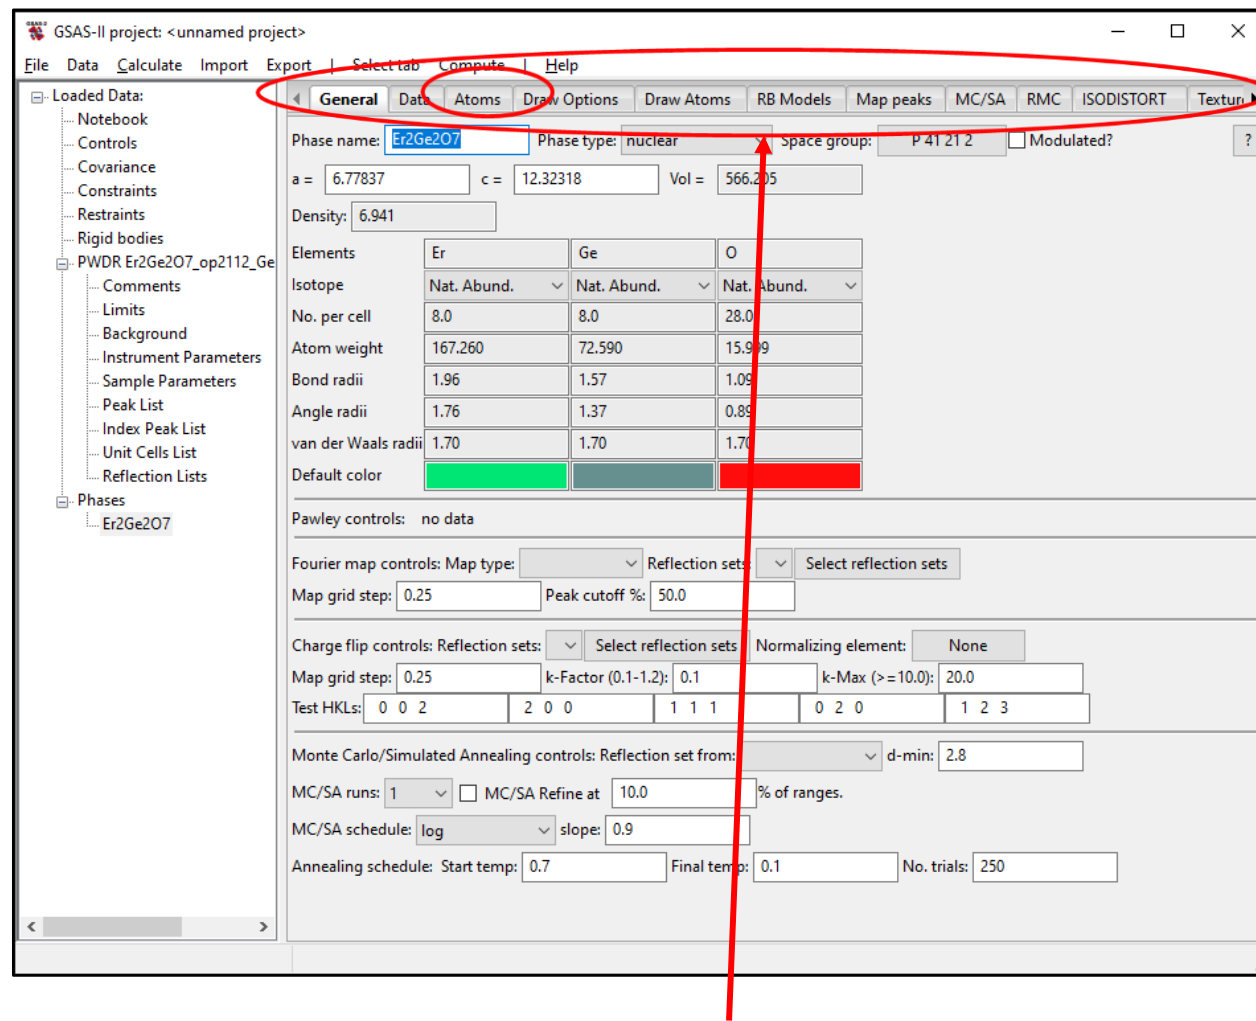 GSAS-II project: <unnamed project>
File Data Calculate Import Export | Select tab Compute | Help
Loaded Data:
Notebook
Controls
Covariance
Constraints
Restraints
Rigid bodies
PWDR Er2Ge2O7_op2112_Ge
Comments
Limits
Background
Instrument Parameters
Sample Parameters
Peak List
Index Peak List
Unit Cells List
Reflection Lists
Phases
Er2Ge2O7
General Data Atoms Draw Options Draw Atoms RB Models Map peaks MC/SA RMC ISODISTORT Textur
Phase name: Er2Ge2O7 Phase type: nuclear Space group: P 41 21 2 Modulated? ?
a = 6.77837 c = 12.32318 Vol = 566.205
Density: 6.941
Elements Er Ge O
Isotope Nat. Abund. Nat. Abund. Nat. Abund.
No. per cell 8.0 8.0 28.0
Atom weight 167.260 72.590 15.999
Bond radii 1.96 1.57 1.09
Angle radii 1.76 1.37 0.89
van der Waals radii 1.70 1.70 1.70
Default color
Pawley controls: no data
Fourier map controls: Map type: Reflection sets: Select reflection sets
Map grid step: 0.25 Peak cutoff %: 50.0
Charge flip controls: Reflection sets: Select reflection sets Normalizing element: None
Map grid step: 0.25 k-Factor (0.1-1.2): 0.1 k-Max (>=10.0): 20.0
Test HKLs: 0 0 2 2 0 0 1 1 1 0 2 0 1 2 3
Monte Carlo/Simulated Annealing controls: Reflection set from: d-min: 2.8
MC/SA runs: 1 MC/SA Refine at 10.0 % of ranges.
MC/SA schedule: log slope: 0.9
Annealing schedule: Start temp: 0.7 Final temp: 0.1 No. trials: 250